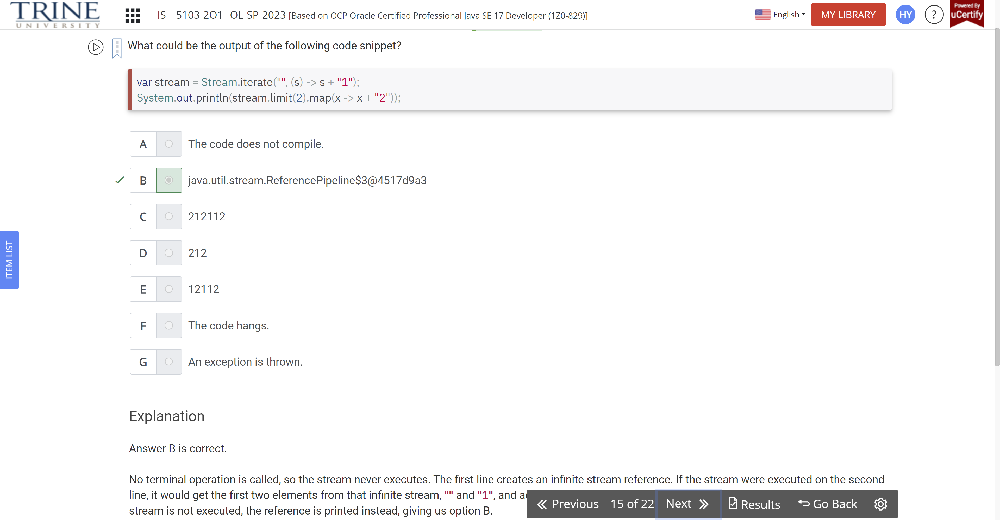 TRINE
UNIVERSITY
IS---5103-2O1--OL-SP-2023 [Based on OCP Oracle Certified Professional Java SE 17 Developer (1Z0-829)]
English
MY LIBRARY
HY
?
Powered By
uCertify
What could be the output of the following code snippet?
var stream = Stream.iterate("", (s) -> s + "1");
System.out.println(stream.limit(2).map(x -> x + "2"));
A The code does not compile.
B java.util.stream.ReferencePipeline$3@4517d9a3
C 212112
D 212
E 12112
F The code hangs.
G An exception is thrown.
ITEM LIST
Explanation
Answer B is correct.
No terminal operation is called, so the stream never executes. The first line creates an infinite stream reference. If the stream were executed on the second
line, it would get the first two elements from that infinite stream, "" and "1", and
stream is not executed, the reference is printed instead, giving us option B.
Previous 15 of 22 Next Results Go Back